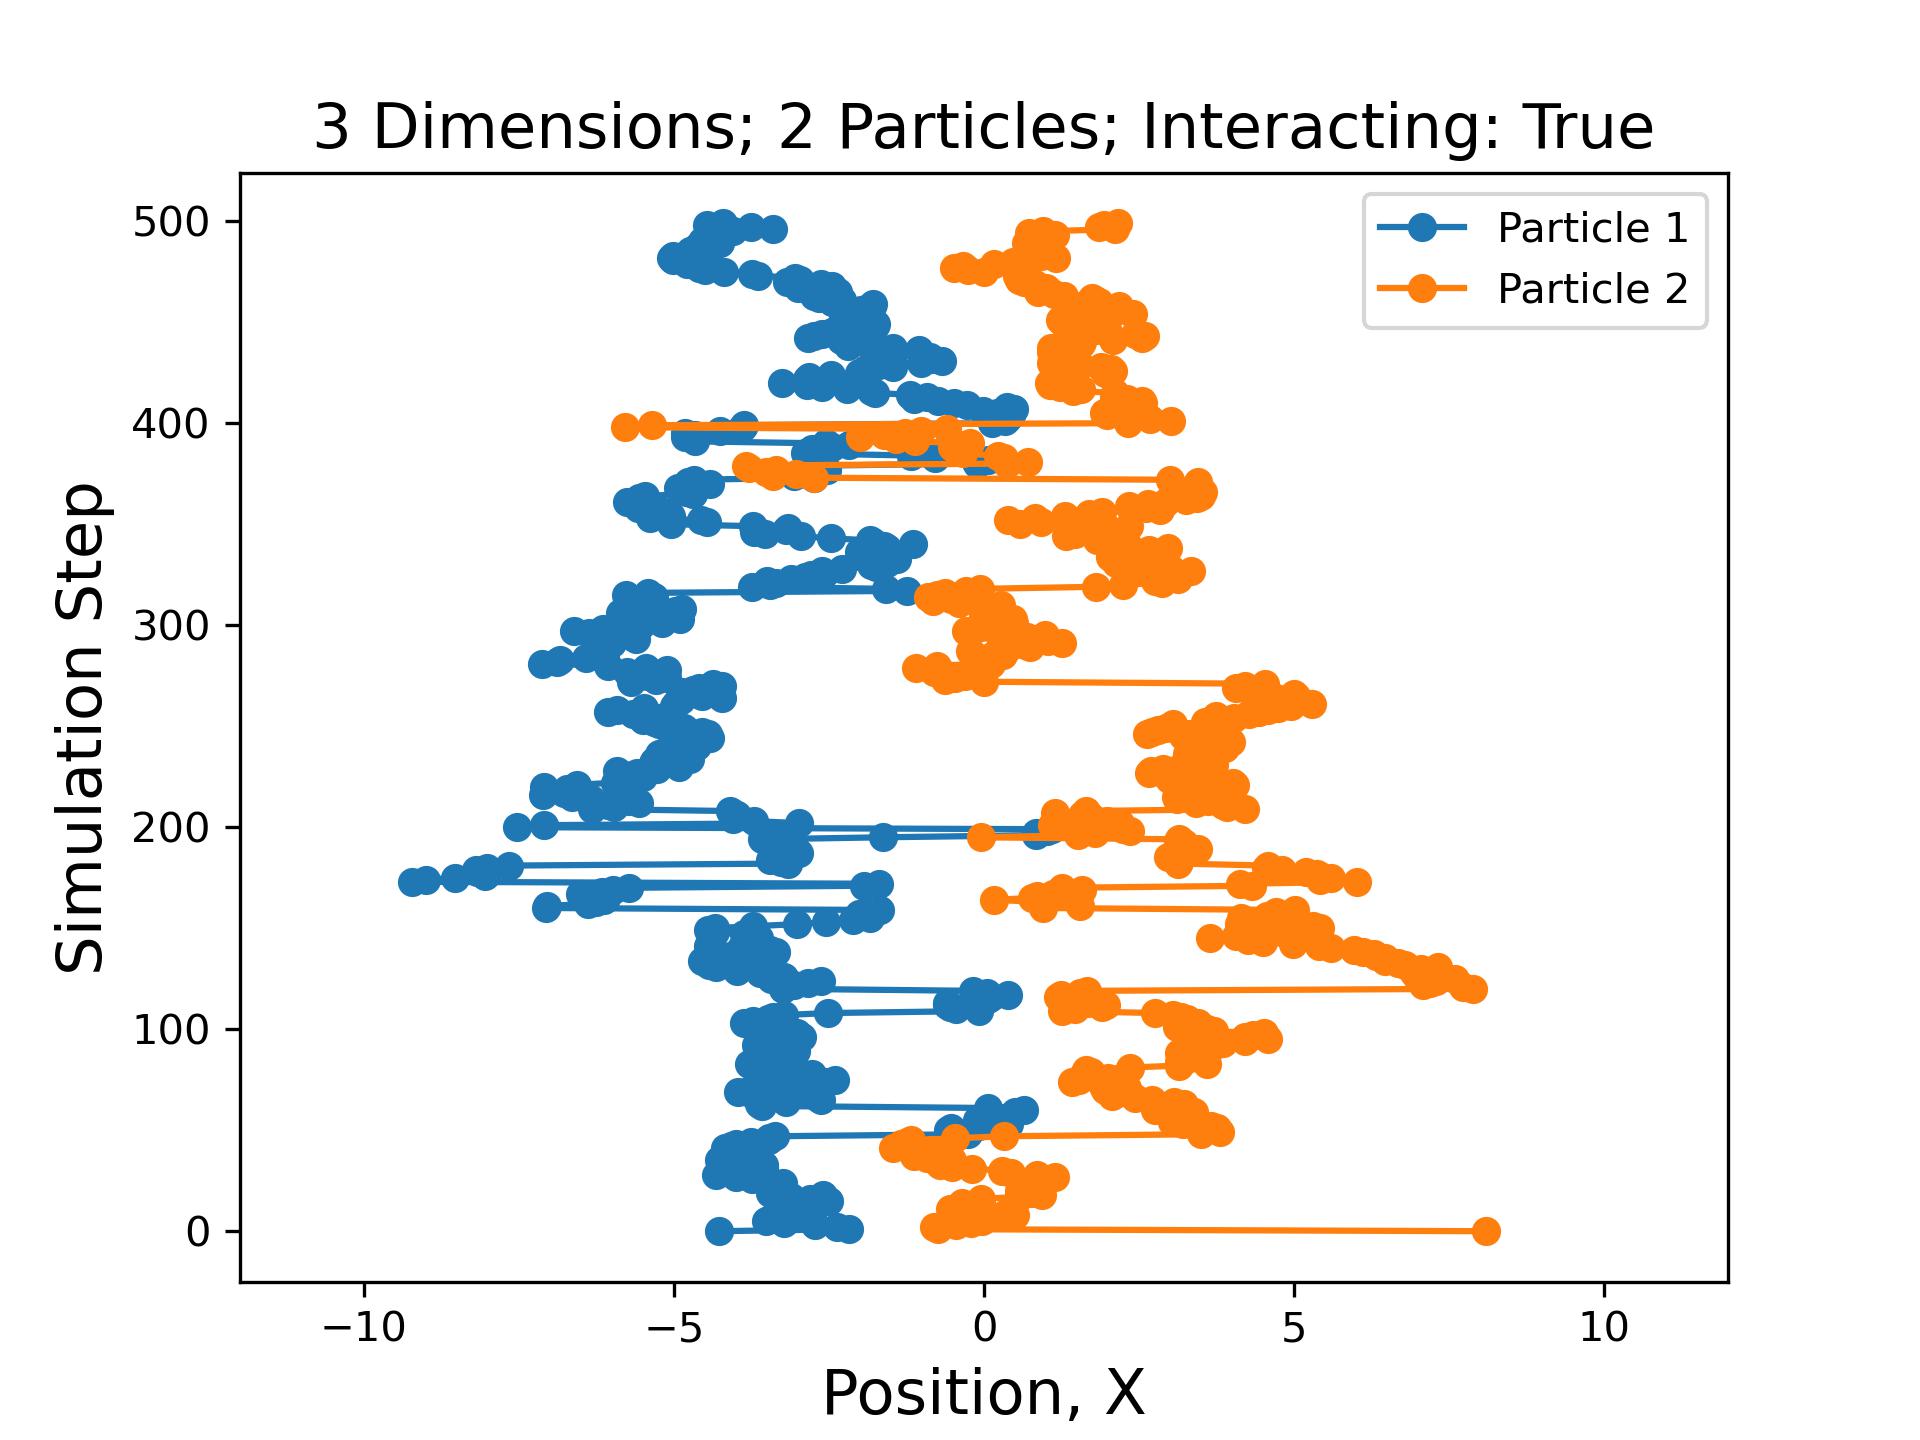 3 Dimensions; 2 Particles; Interacting: True
Particle 1
Particle 2
500
400
300
200
100
0
Simulation Step
−10
−5
0
5
10
Position, X